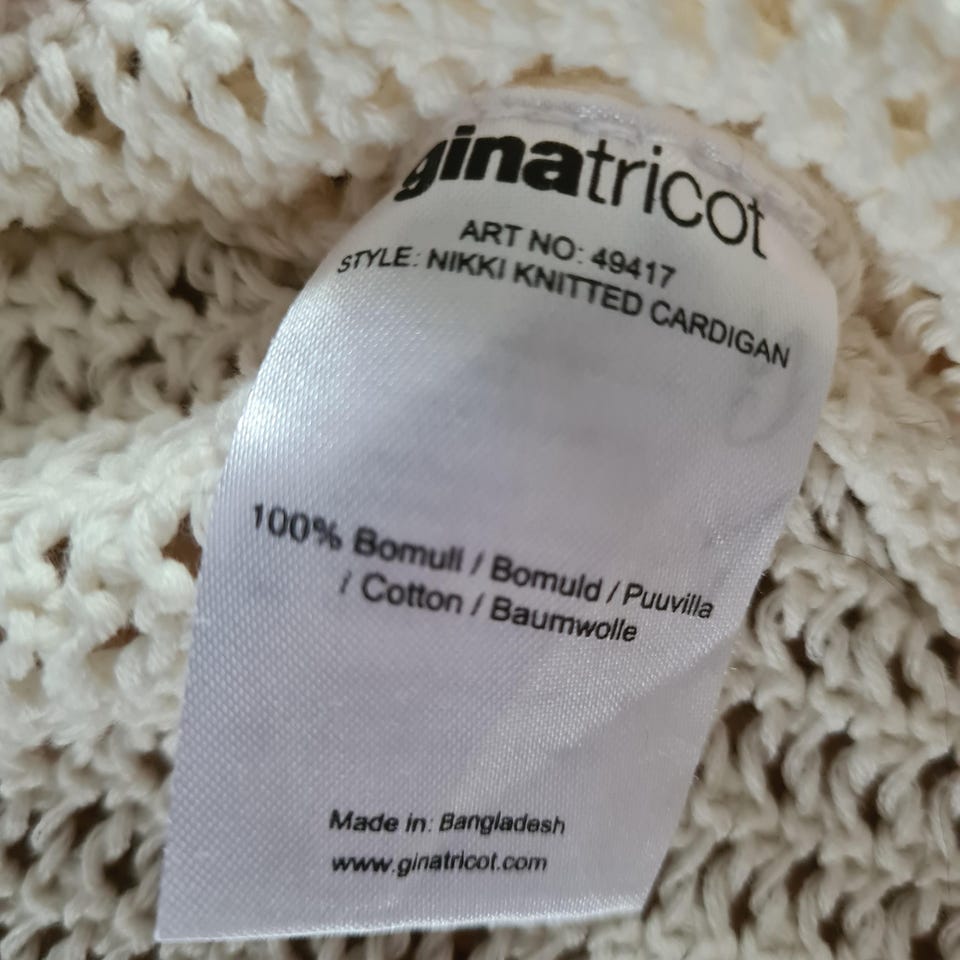 ginatricot
ART NO: 49417
STYLE: NIKKI KNITTED CARDIGAN
100% Bomull / Bomuld / Puuvilla
/ Cotton / Baumwolle
Made in: Bangladesh
www.ginatricot.com